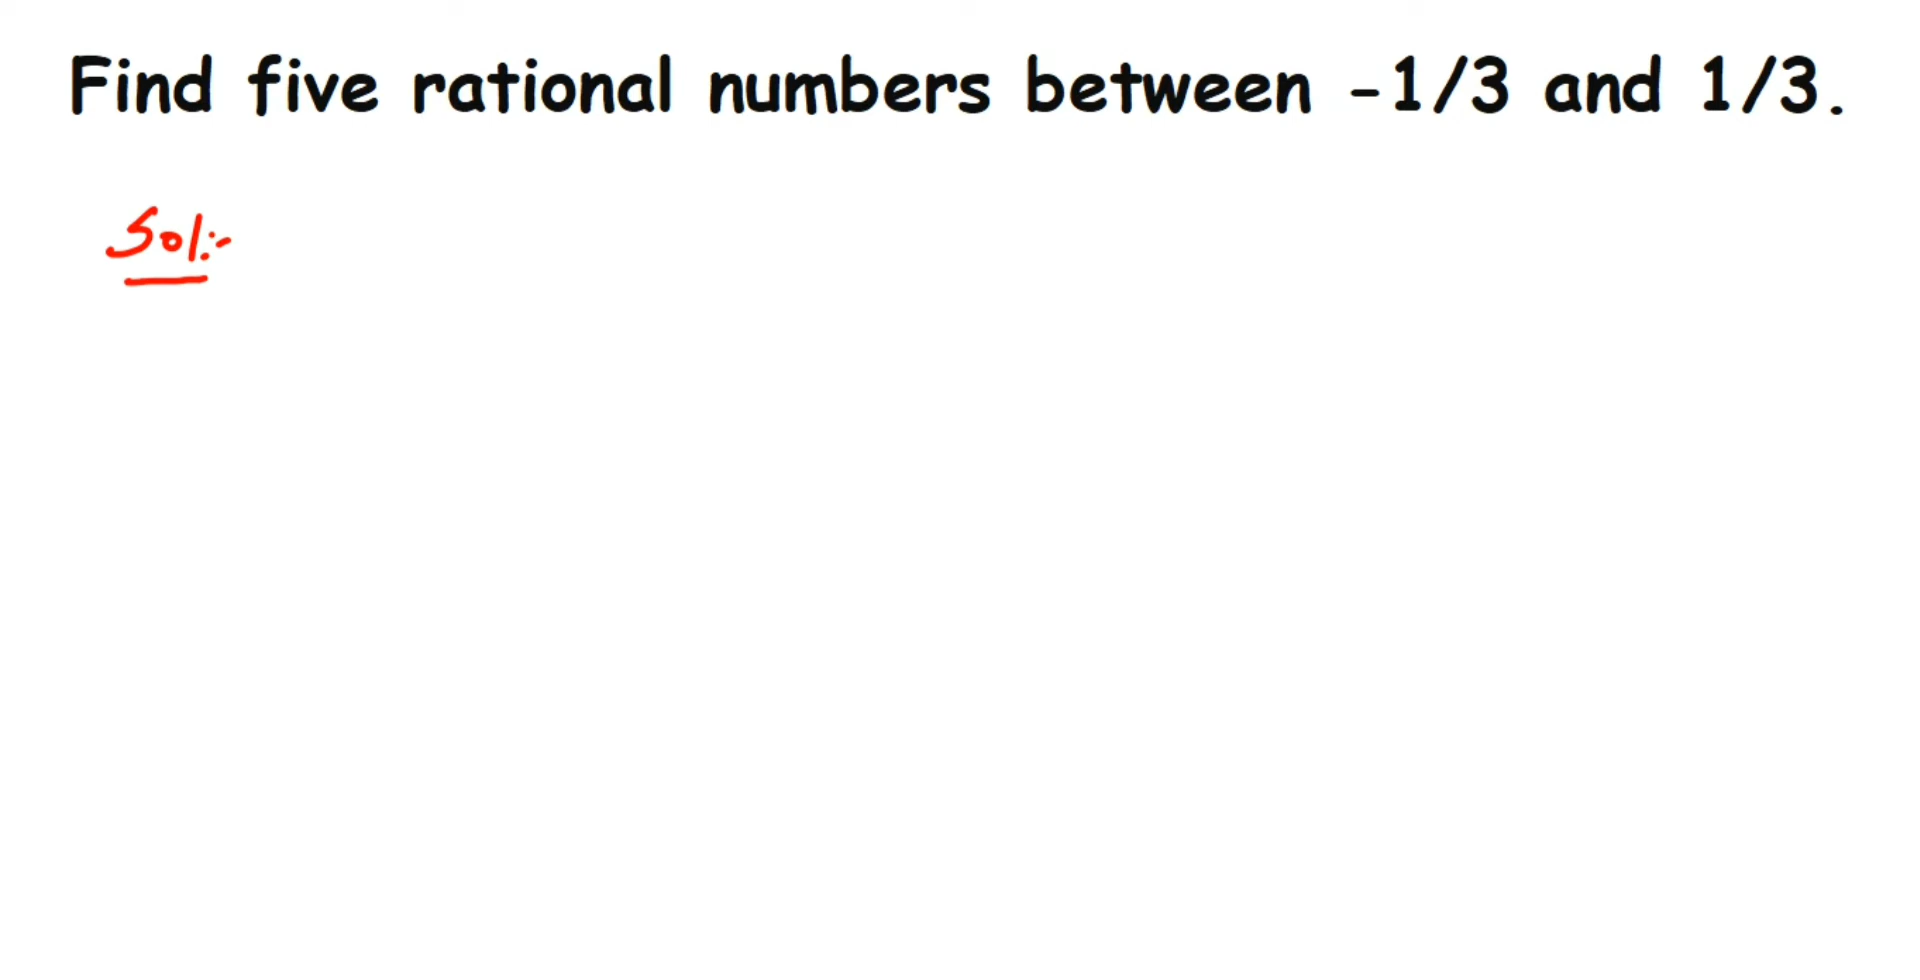 Find five rational numbers between -1/3 and 1/3.
Sol:-